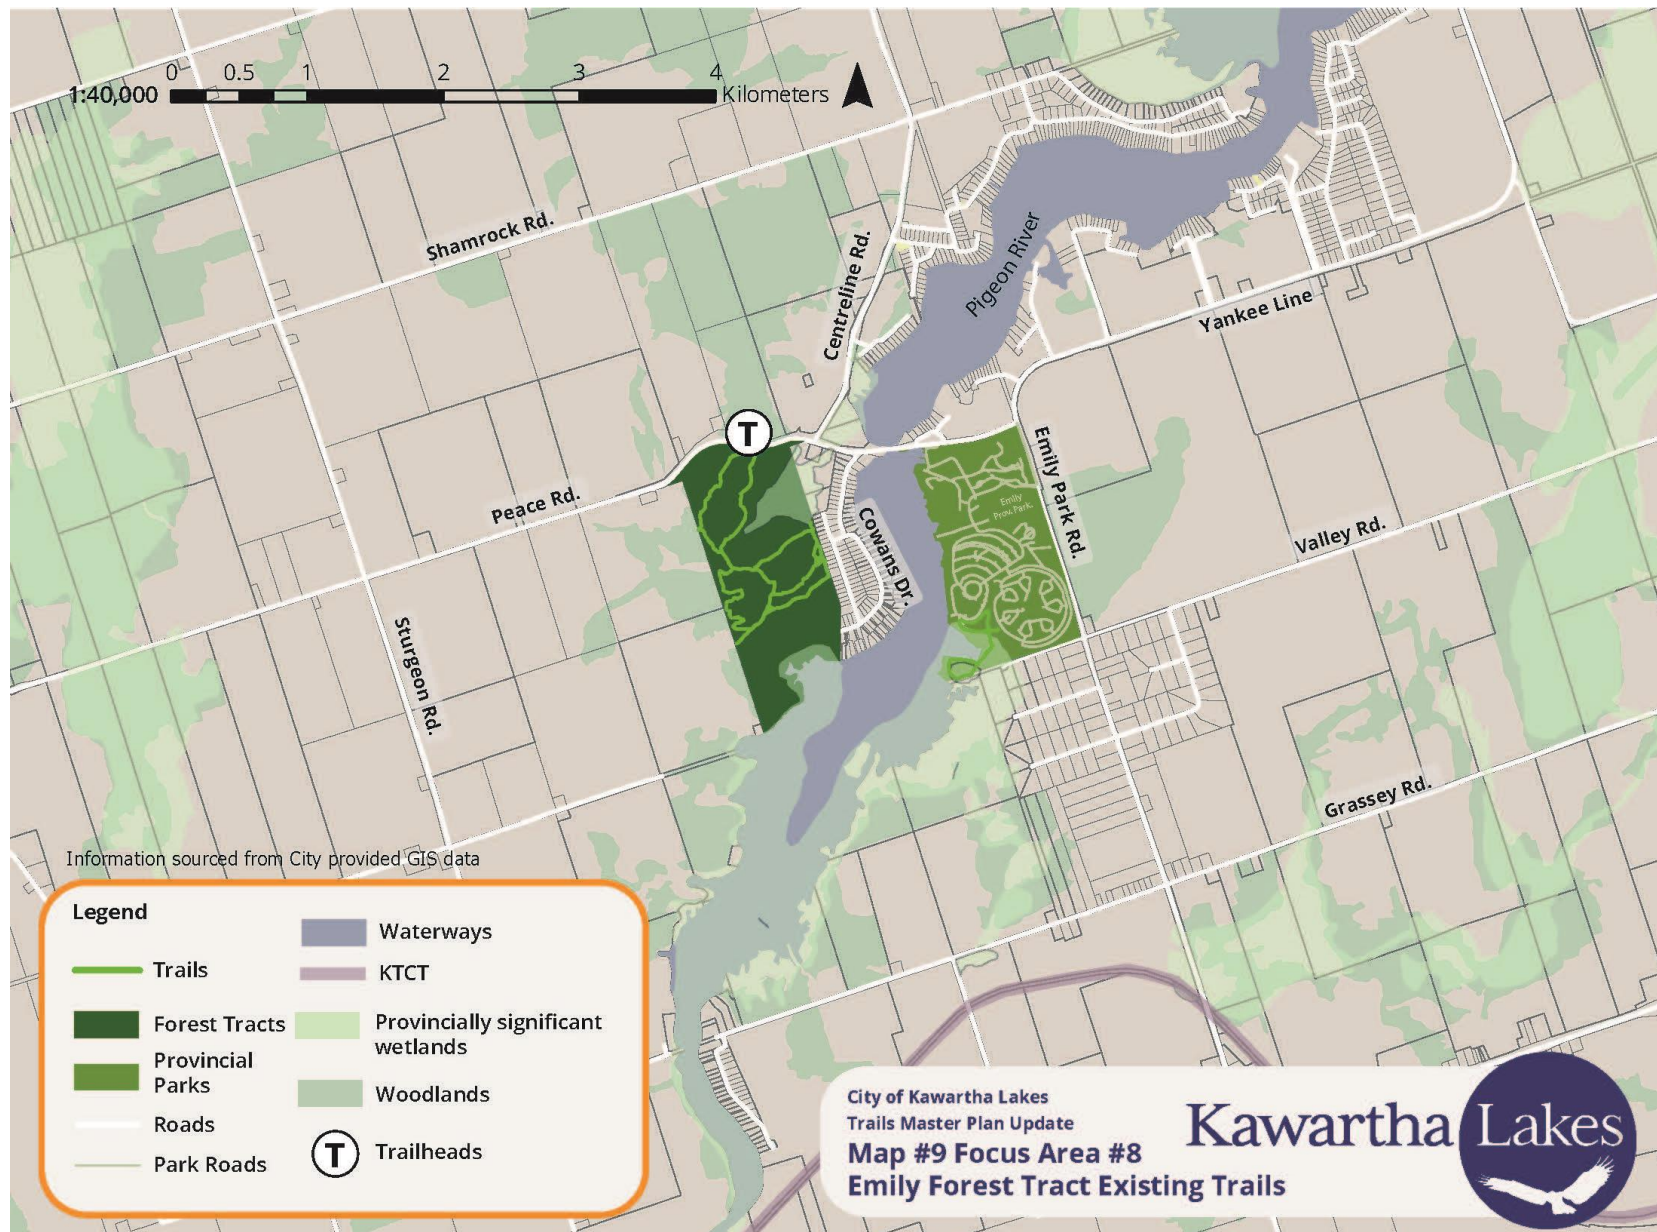 0 0.5 1 2 3 4
1:40,000
Kilometers
Shamrock Rd.
Centreline Rd.
Pigeon River
Yankee Line
T
Peace Rd.
Emily Park Rd.
Emily
Prov. Park.
Cowans Dr.
Valley Rd.
Sturgeon Rd.
Grassey Rd.
Information sourced from City provided GIS data
Legend
Trails
Forest Tracts
Provincial
Parks
Roads
Park Roads
Waterways
KTCT
Provincially significant
wetlands
Woodlands
T
Trailheads
City of Kawartha Lakes
Trails Master Plan Update
Map #9 Focus Area #8
Emily Forest Tract Existing Trails
Kawartha Lakes